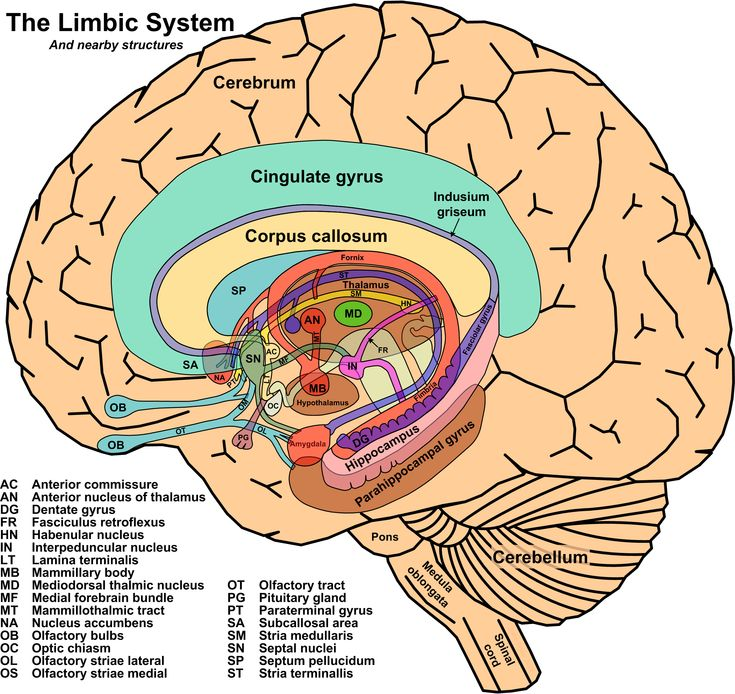 The Limbic System
And nearby structures
Cerebrum
Cingulate gyrus
Indusium
griseum
Corpus callosum
Fornix
ST
Thalamus
SM
HN
SP
AN
MD
MT
Fasciolar gyrus
SA
NA
SN
AC
MF
FR
IN
PT
LT
MB
Fimbria
OB
OM
OC
Hypothalamus
OB
OT
PG
OL
Amygdala
DG
Hippocampus
Parahippocampal gyrus
Pons
Cerebellum
Medula
oblongata
Spinal
cord
AC Anterior commissure
AN Anterior nucleus of thalamus
DG Dentate gyrus
FR Fasciculus retroflexus
HN Habenular nucleus
IN Interpeduncular nucleus
LT Lamina terminalis
MB Mammillary body
MD Mediodorsal thalmic nucleus
MF Medial forebrain bundle
MT Mammillothalmic tract
NA Nucleus accumbens
OB Olfactory bulbs
OC Optic chiasm
OL Olfactory striae lateral
OS Olfactory striae medial
OT Olfactory tract
PG Pituitary gland
PT Paraterminal gyrus
SA Subcallosal area
SM Stria medullaris
SN Septal nuclei
SP Septum pellucidum
ST Stria terminallis